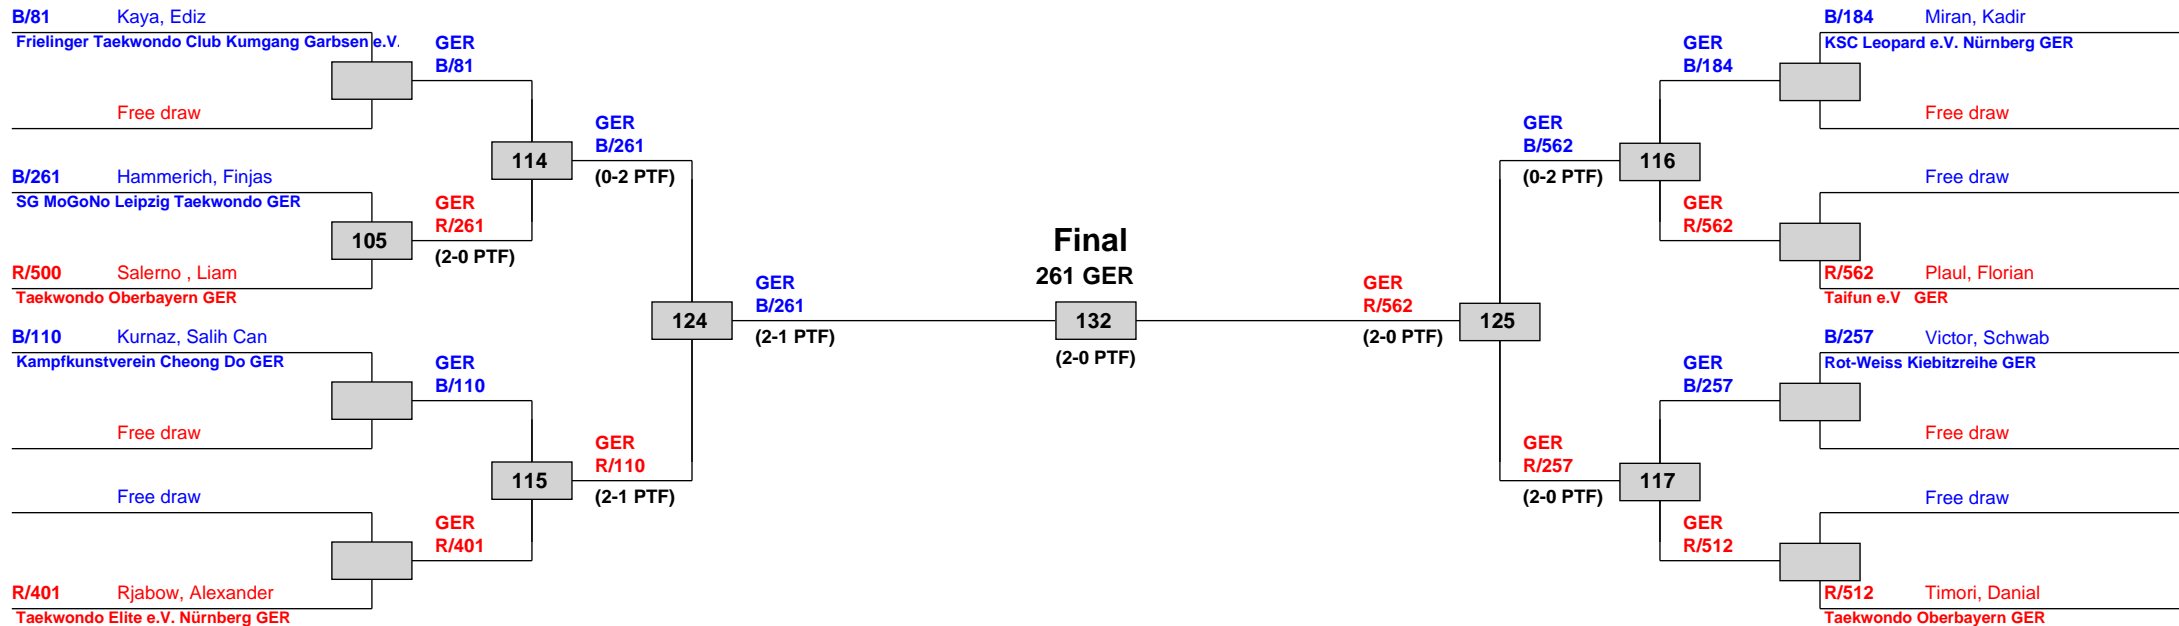 B/81 Kaya, Ediz
Frielinger Taekwondo Club Kumgang Garbsen e.V.
Free draw
B/261 Hammerich, Finjas
SG MoGoNo Leipzig Taekwondo GER
R/500 Salerno , Liam
Taekwondo Oberbayern GER
B/110 Kurnaz, Salih Can
Kampfkunstverein Cheong Do GER
Free draw
Free draw
R/401 Rjabow, Alexander
Taekwondo Elite e.V. Nürnberg GER
GER
B/81
105
GER
R/261
(2-0 PTF)
GER
B/110
GER
R/401
114
GER
B/261
(0-2 PTF)
115
GER
R/110
(2-1 PTF)
124
GER
B/261
(2-1 PTF)
Final
261 GER
132
(2-0 PTF)
GER
R/562
(2-0 PTF)
125
GER
B/562
(0-2 PTF)
116
GER
R/257
(2-0 PTF)
117
GER
B/184
GER
R/562
GER
B/257
GER
R/512
B/184 Miran, Kadir
KSC Leopard e.V. Nürnberg GER
Free draw
Free draw
R/562 Plaul, Florian
Taifun e.V GER
B/257 Victor, Schwab
Rot-Weiss Kiebitzreihe GER
Free draw
Free draw
R/512 Timori, Danial
Taekwondo Oberbayern GER